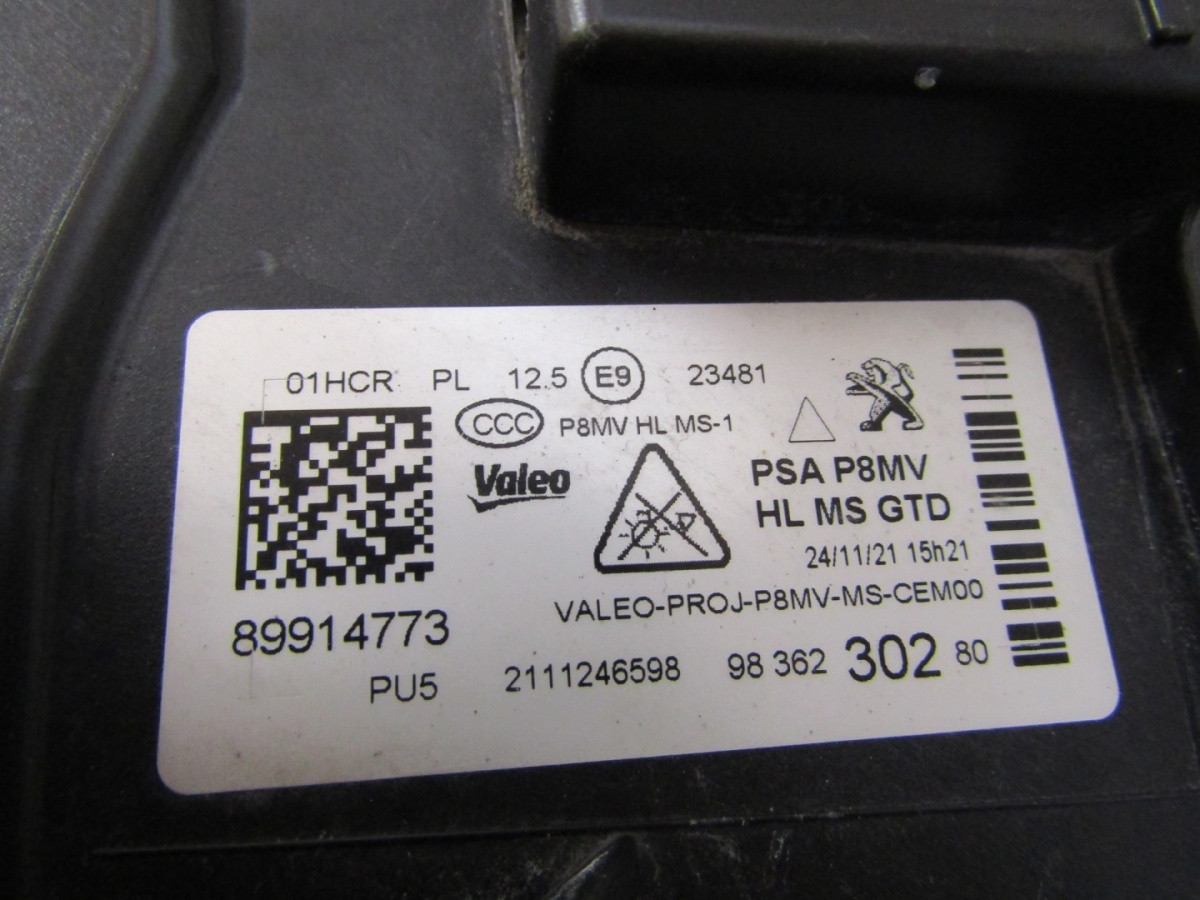 01HCR PL 12.5 E9 23481
CCC P8MV HL MS-1
Valeo
PSA P8MV
HL MS GTD
24/11/21 15h21
VALEO-PROJ-P8MV-MS-CEM00
89914773
PU5 2111246598 98 362 302 80